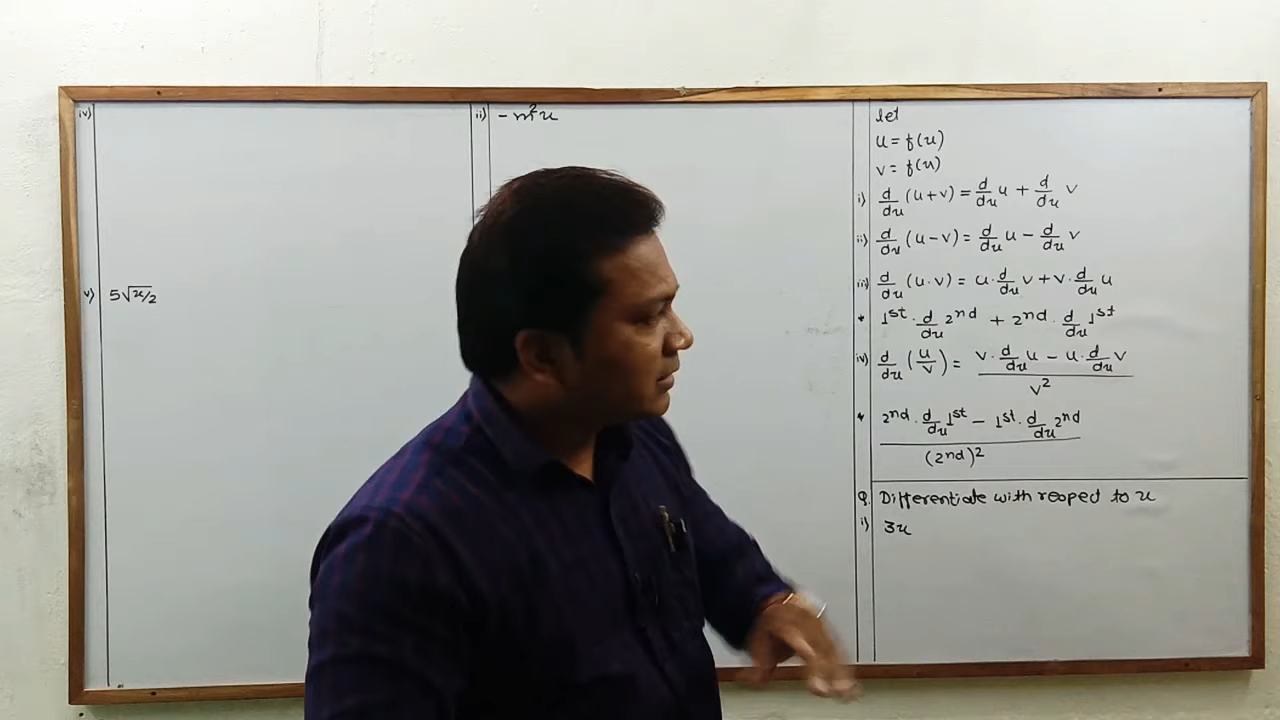 iv)
v) 5√x/2
ii) - m²x
let
u = f(x)
v = f(x)
i) d/dx (u+v) = d/dx u + d/dx v
ii) d/dx (u-v) = d/dx u - d/dx v
iii) d/dx (u.v) = u. d/dx v + v. d/dx u
* 1st . d/dx 2nd + 2nd . d/dx 1st
iv) d/dx (u/v) = v. d/dx u - u. d/dx v / v²
* 2nd . d/dx 1st - 1st . d/dx 2nd / (2nd)²
Q. Differentiate with respect to x
i) 3x